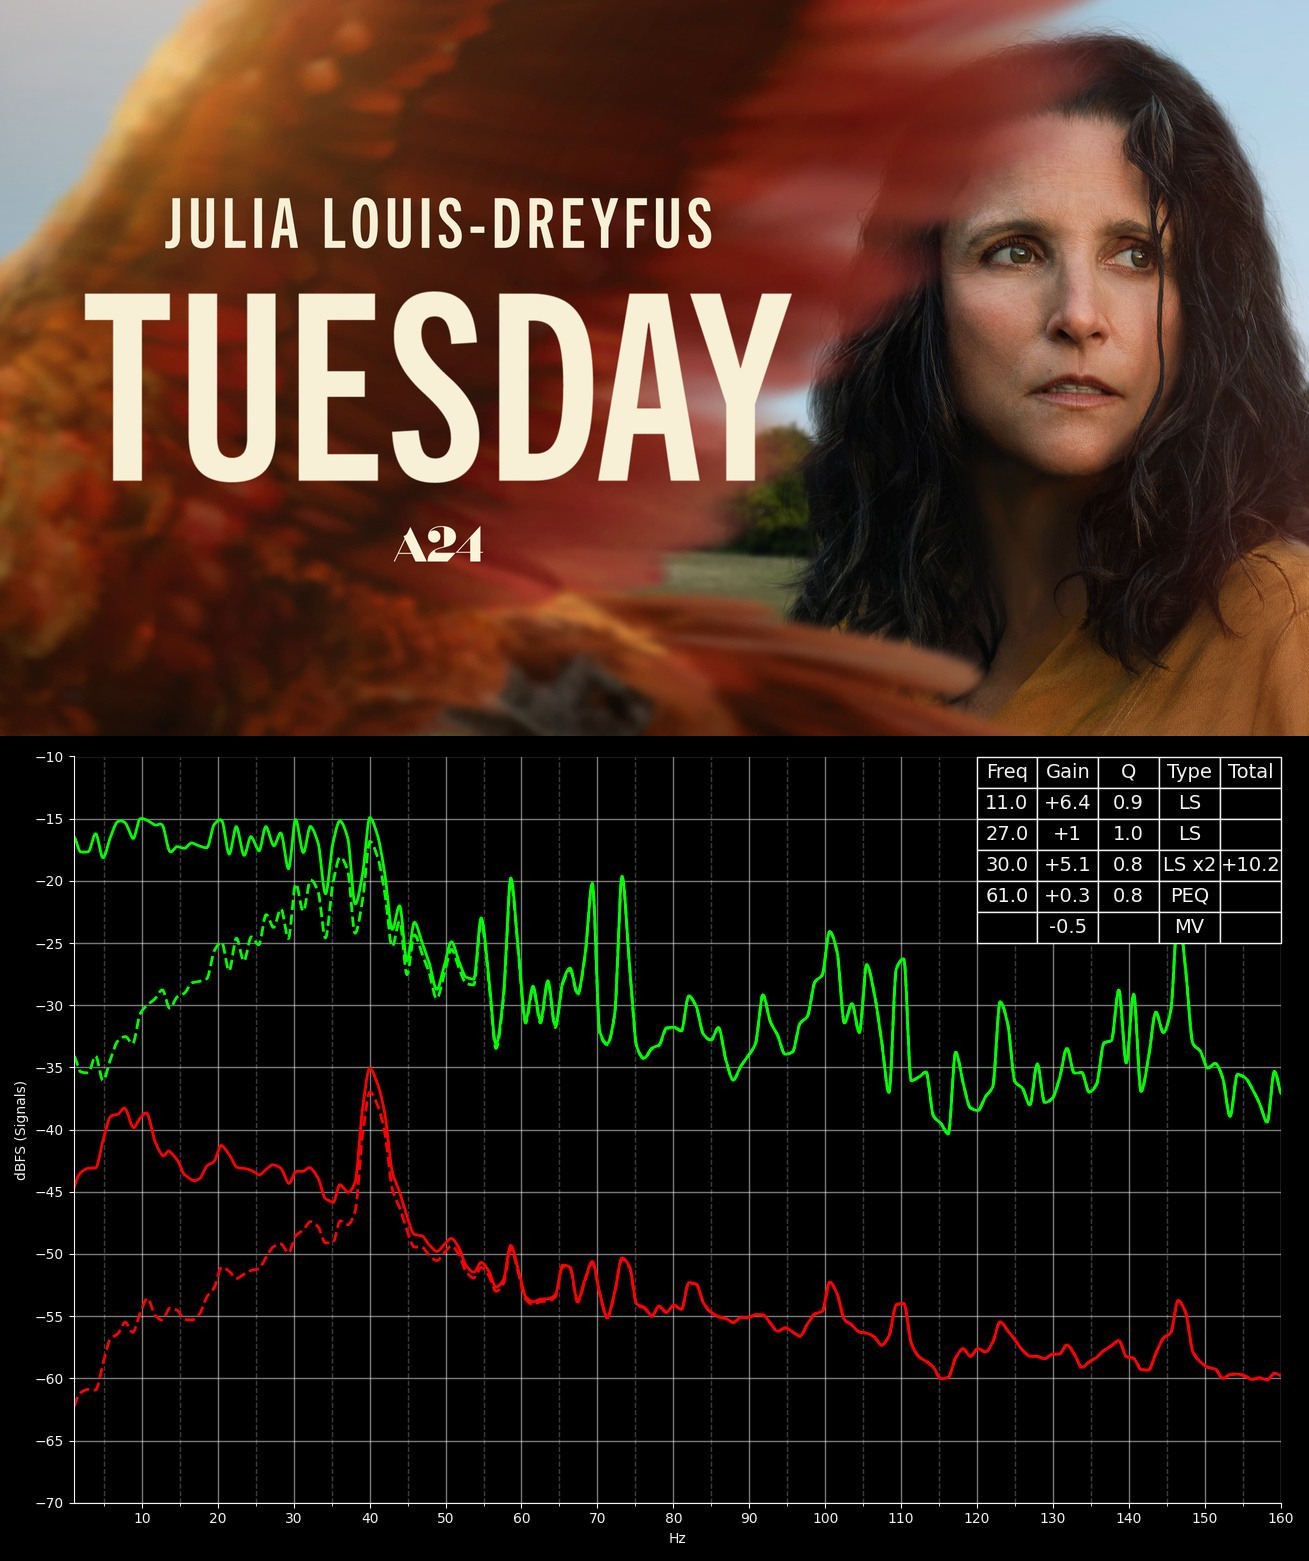 JULIA LOUIS-DREYFUS
TUESDAY
A24
Freq Gain Q Type Total
11.0 +6.4 0.9 LS
27.0 +1 1.0 LS
30.0 +5.1 0.8 LS x2 +10.2
61.0 +0.3 0.8 PEQ
-0.5 MV
−10
−15
−20
−25
−30
−35
−40
−45
−50
−55
−60
−65
−70
dBFS (Signals)
10 20 30 40 50 60 70 80 90 100 110 120 130 140 150 160
Hz